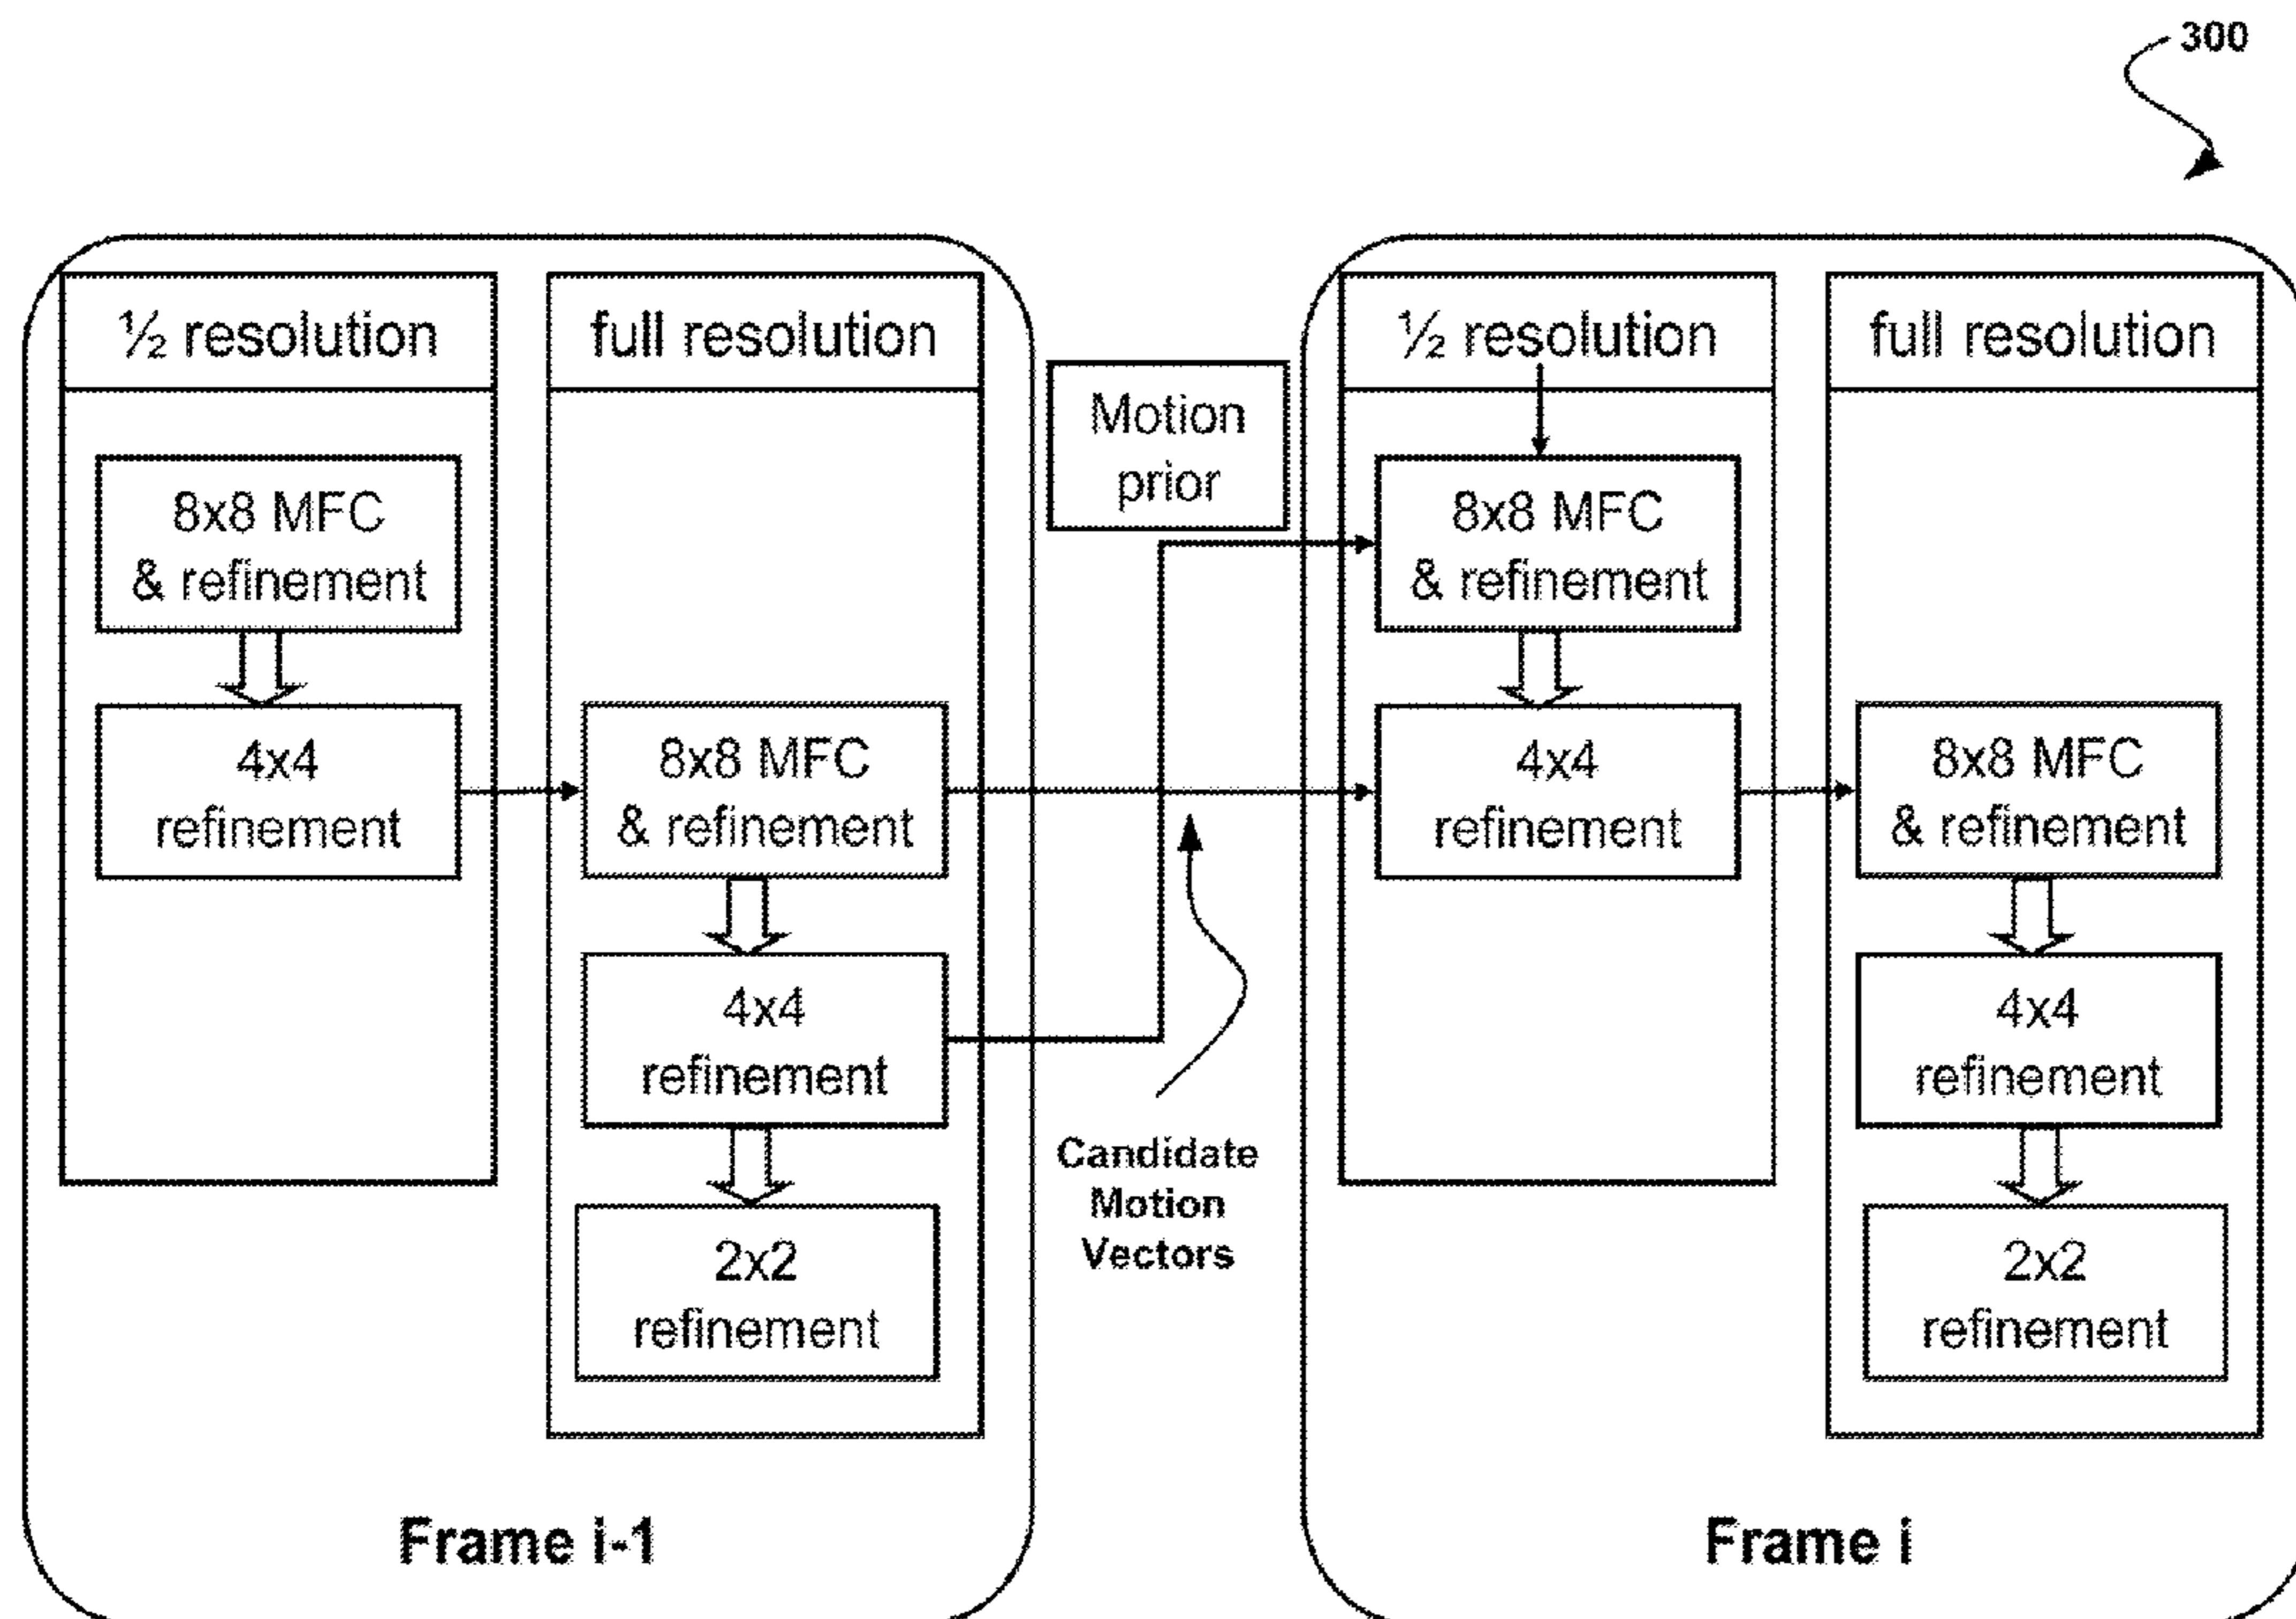 300
½ resolution
full resolution
8x8 MFC
& refinement
4x4
refinement
8x8 MFC
& refinement
4x4
refinement
2x2
refinement
Frame i-1
Motion
prior
Candidate
Motion
Vectors
½ resolution
full resolution
8x8 MFC
& refinement
4x4
refinement
8x8 MFC
& refinement
4x4
refinement
2x2
refinement
Frame i